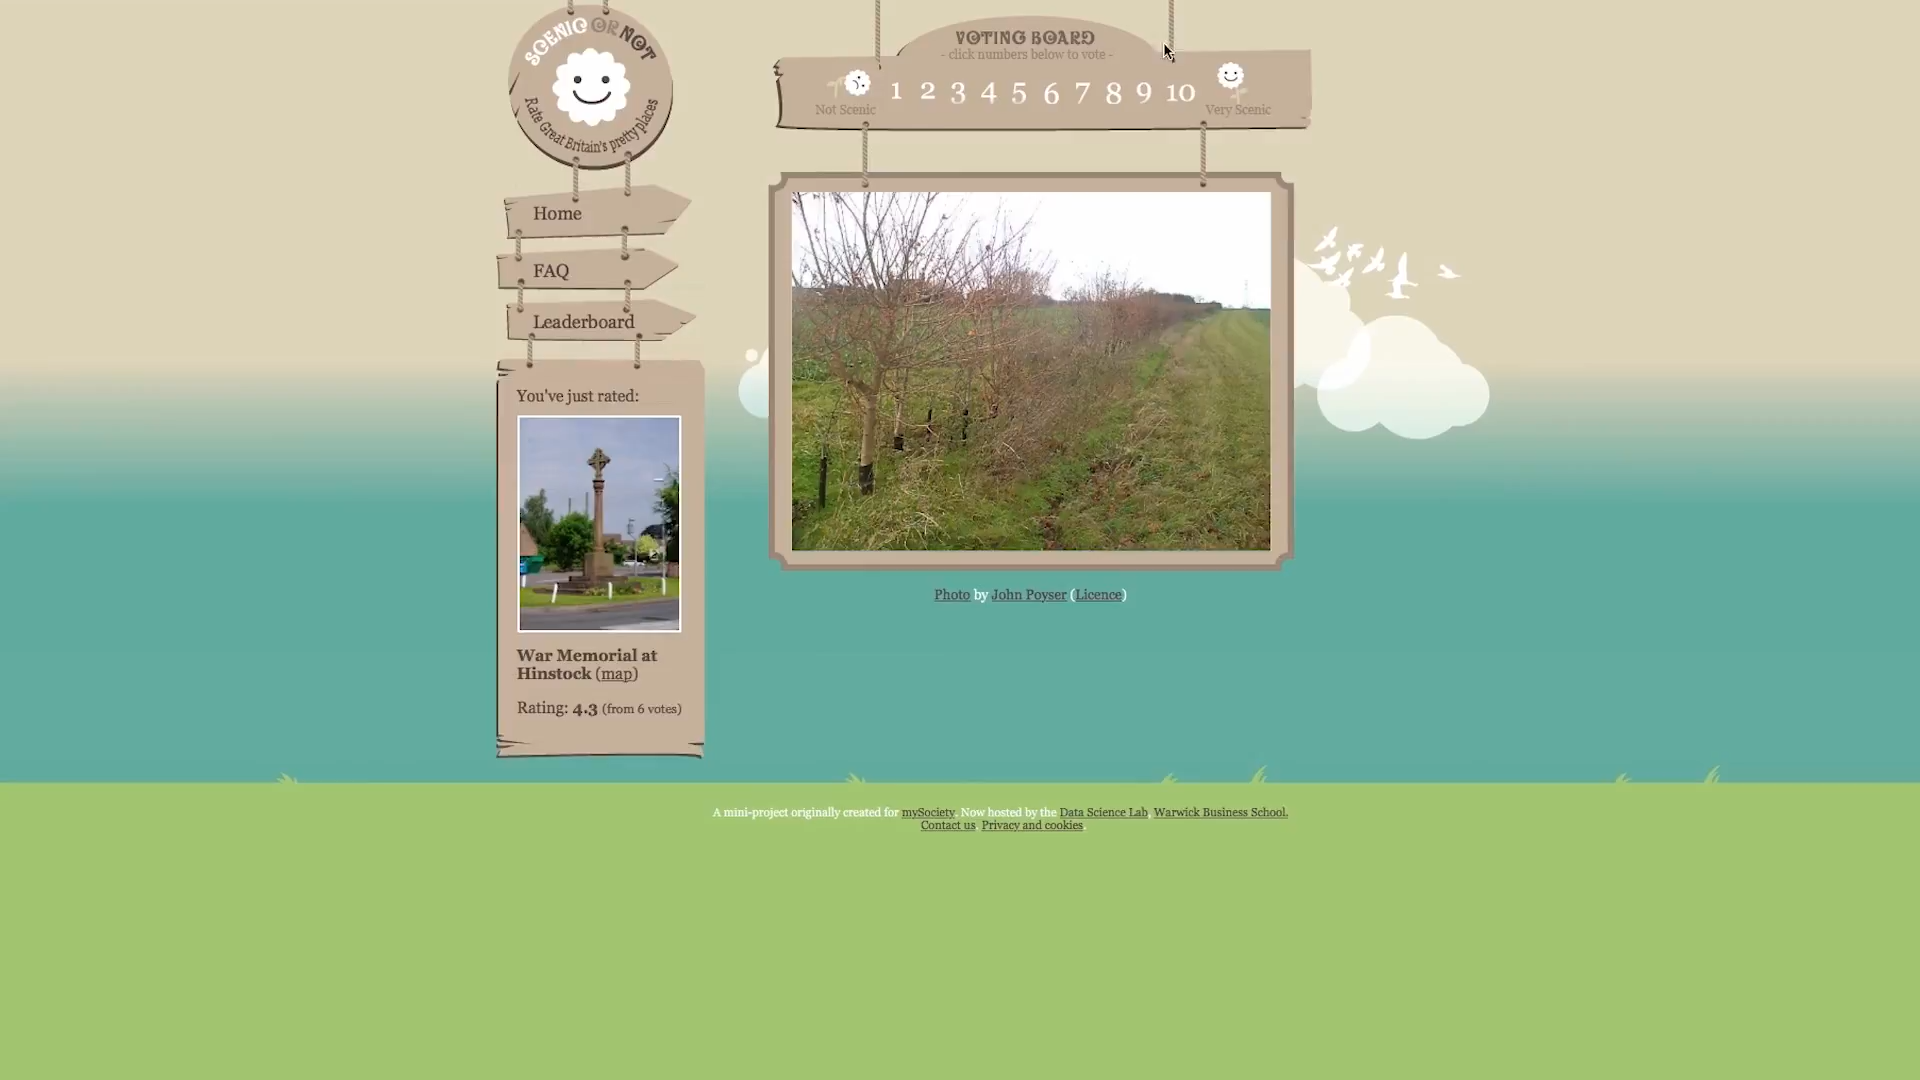 SCENIC OR NOT
Rate Great Britain's pretty places
VOTING BOARD
- click numbers below to vote -
Not Scenic
1 2 3 4 5 6 7 8 9 10
Very Scenic
Home
FAQ
Leaderboard
You've just rated:
War Memorial at
Hinstock (map)
Rating: 4.3 (from 6 votes)
Photo by John Poyser (Licence)
A mini-project originally created for mySociety. Now hosted by the Data Science Lab, Warwick Business School.
Contact us. Privacy and cookies.